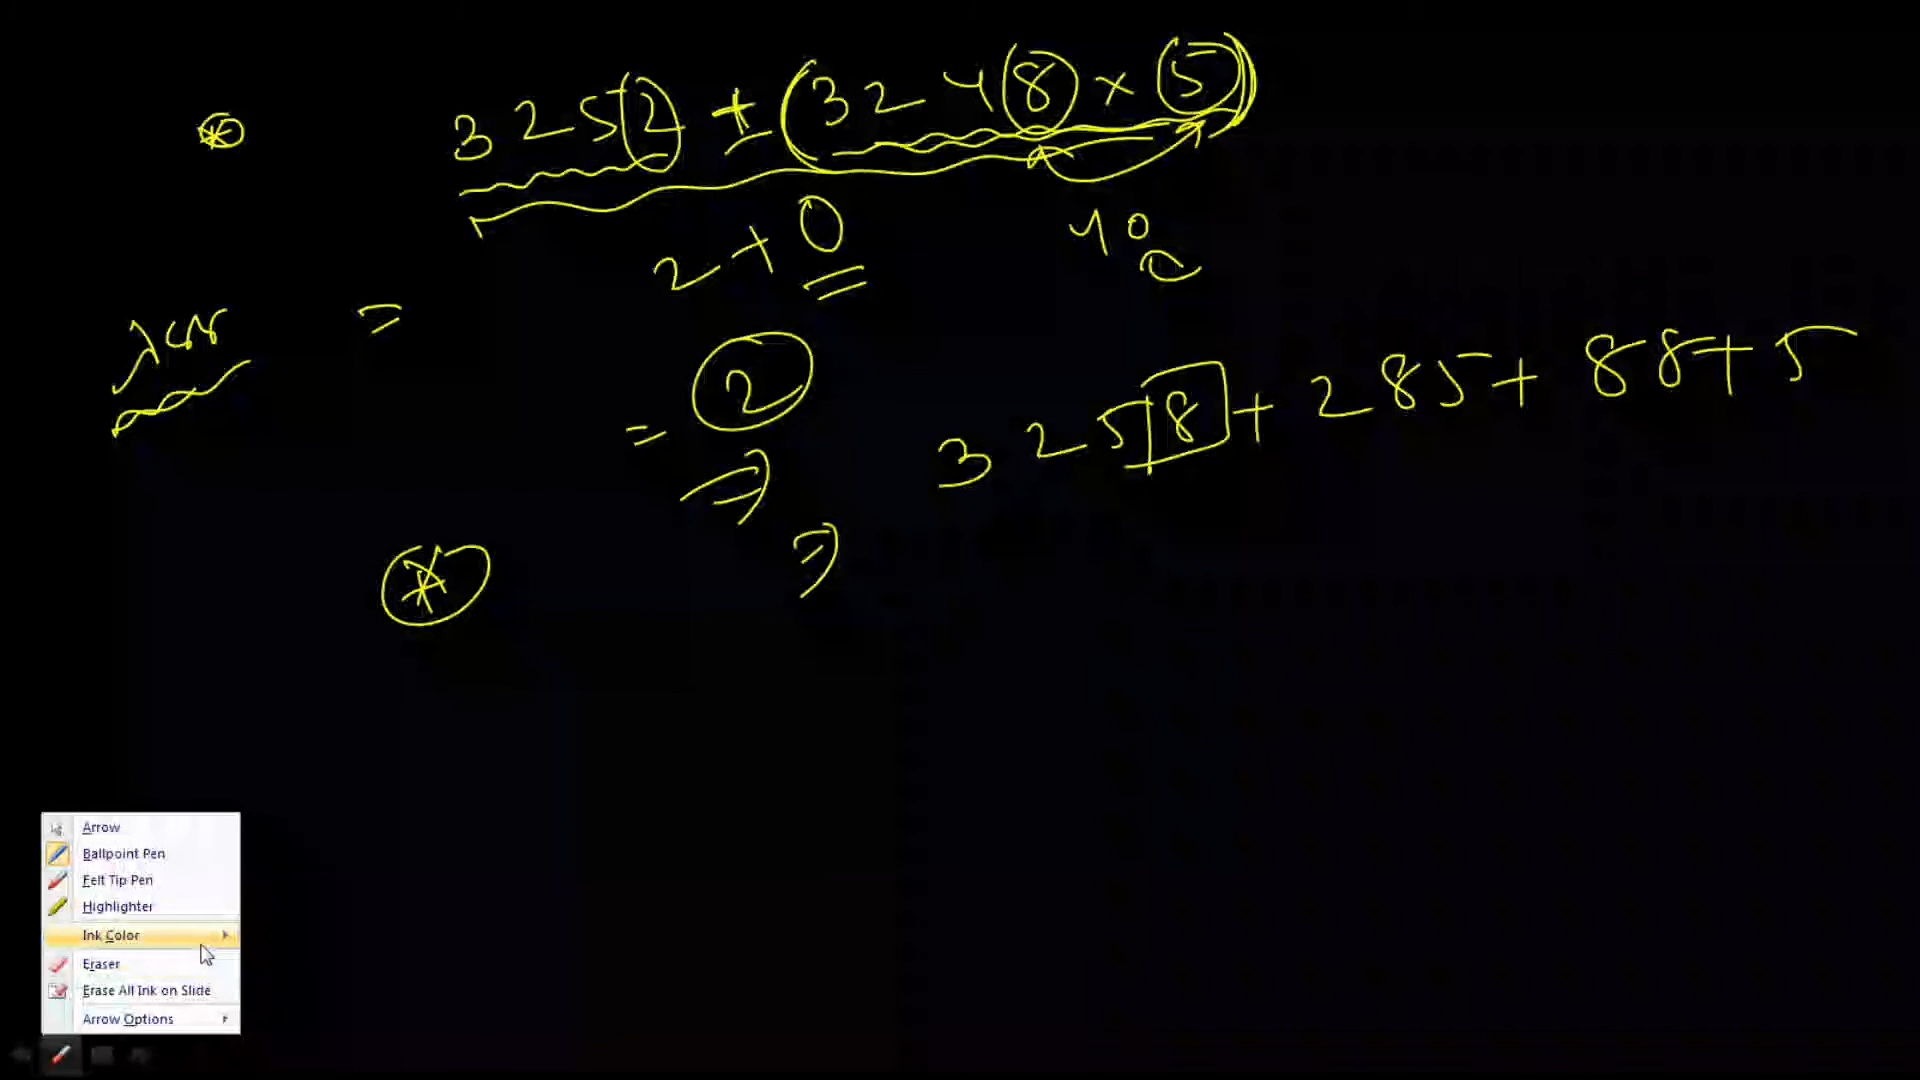 3252 ± (3248 × 5)
2 + 0
40
=
= 2
⇒ 3258 + 285 + 88 + 5
⇒
Arrow
Ballpoint Pen
Felt Tip Pen
Highlighter
Ink Color
Eraser
Erase All Ink on Slide
Arrow Options